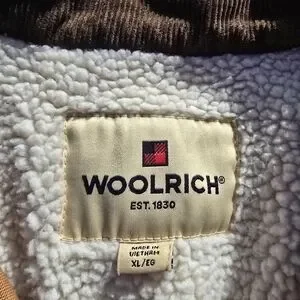 WOOLRICH®
EST. 1830
MADE IN
VIETNAM
XL/EG